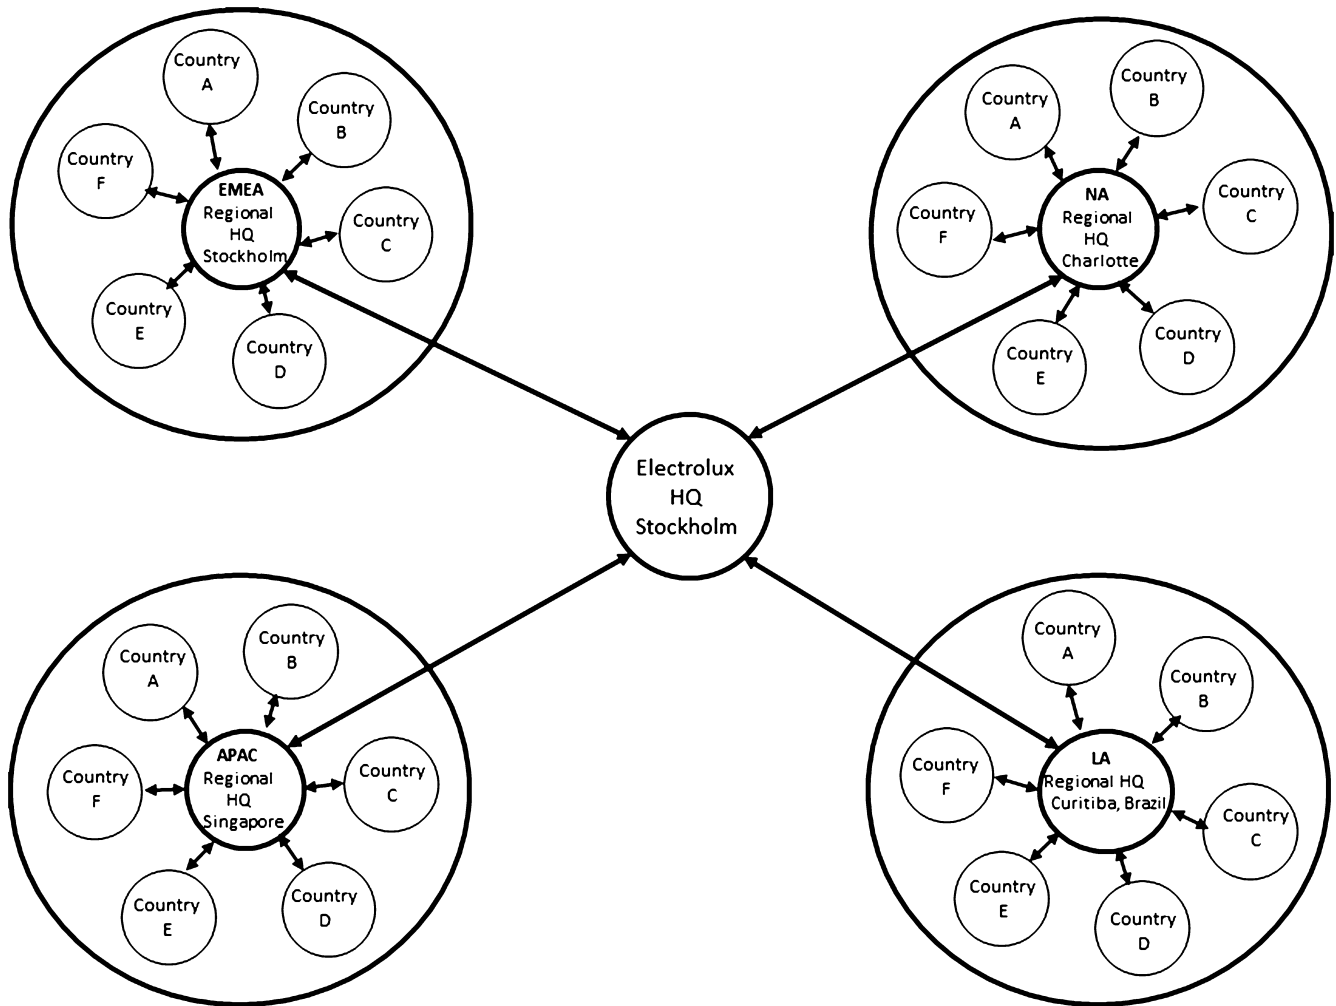 Country
A
Country
B
Country
F
EMEA
Regional
HQ
Stockholm
Country
C
Country
E
Country
D
Country
A
Country
B
Country
F
NA
Regional
HQ
Charlotte
Country
C
Country
E
Country
D
Electrolux
HQ
Stockholm
Country
A
Country
B
Country
F
APAC
Regional
HQ
Singapore
Country
C
Country
E
Country
D
Country
A
Country
B
Country
F
LA
Regional HQ
Curitiba, Brazil
Country
C
Country
E
Country
D